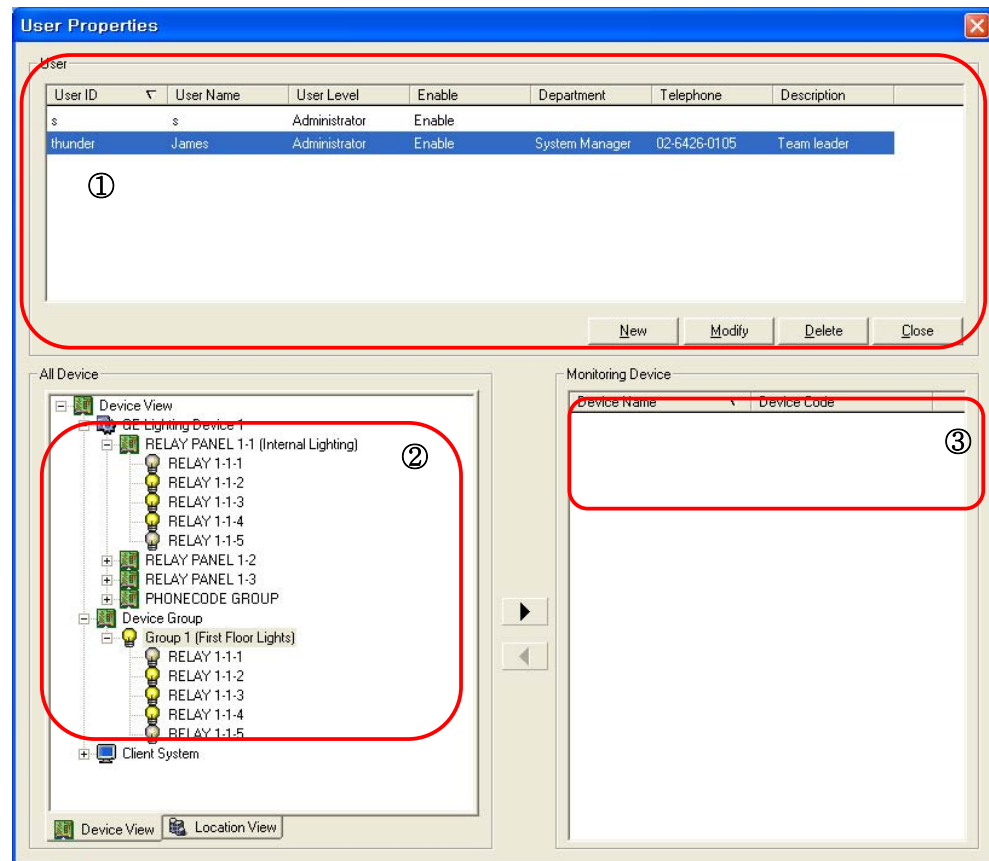 User Properties
User
User ID User Name User Level Enable Department Telephone Description
s s Administrator Enable
thunder James Administrator Enable System Manager 02-6426-0105 Team leader
①
New Modify Delete Close
All Device
Device View
GE Lighting Device 1
RELAY PANEL 1-1 (Internal Lighting)
②
RELAY 1-1-1
RELAY 1-1-2
RELAY 1-1-3
RELAY 1-1-4
RELAY 1-1-5
RELAY PANEL 1-2
RELAY PANEL 1-3
PHONECODE GROUP
Device Group
Group 1 (First Floor Lights)
RELAY 1-1-1
RELAY 1-1-2
RELAY 1-1-3
RELAY 1-1-4
RELAY 1-1-5
Client System
Device View Location View
Monitoring Device
Device Name Device Code
③